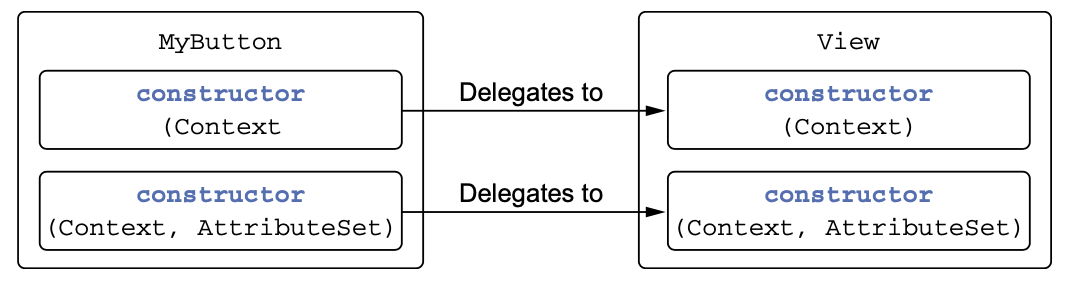 MyButton
constructor
(Context
Delegates to
constructor
(Context, AttributeSet)
Delegates to
View
constructor
(Context)
constructor
(Context, AttributeSet)